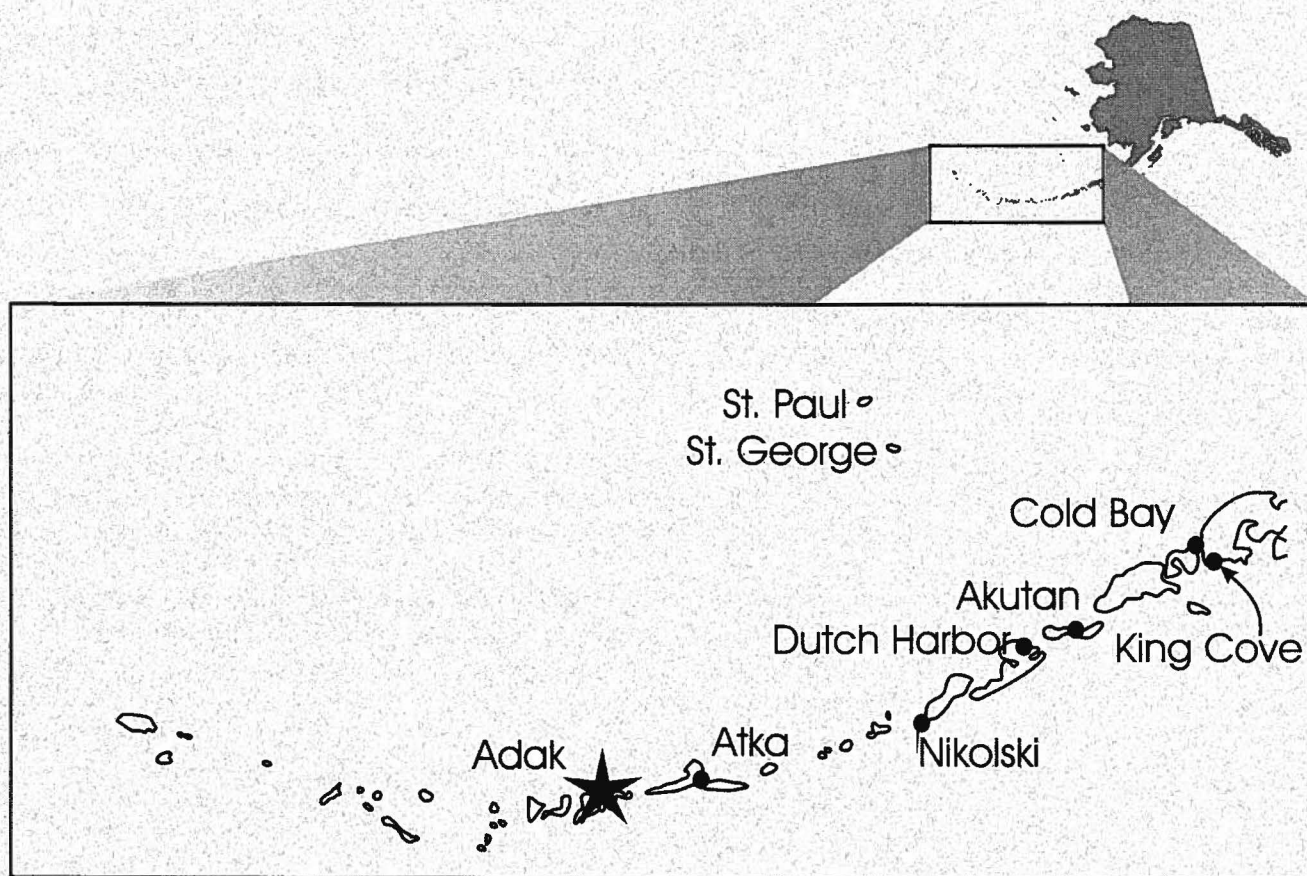 St. Paul
St. George
Cold Bay
Akutan
Dutch Harbor
King Cove
Adak
Atka
Nikolski